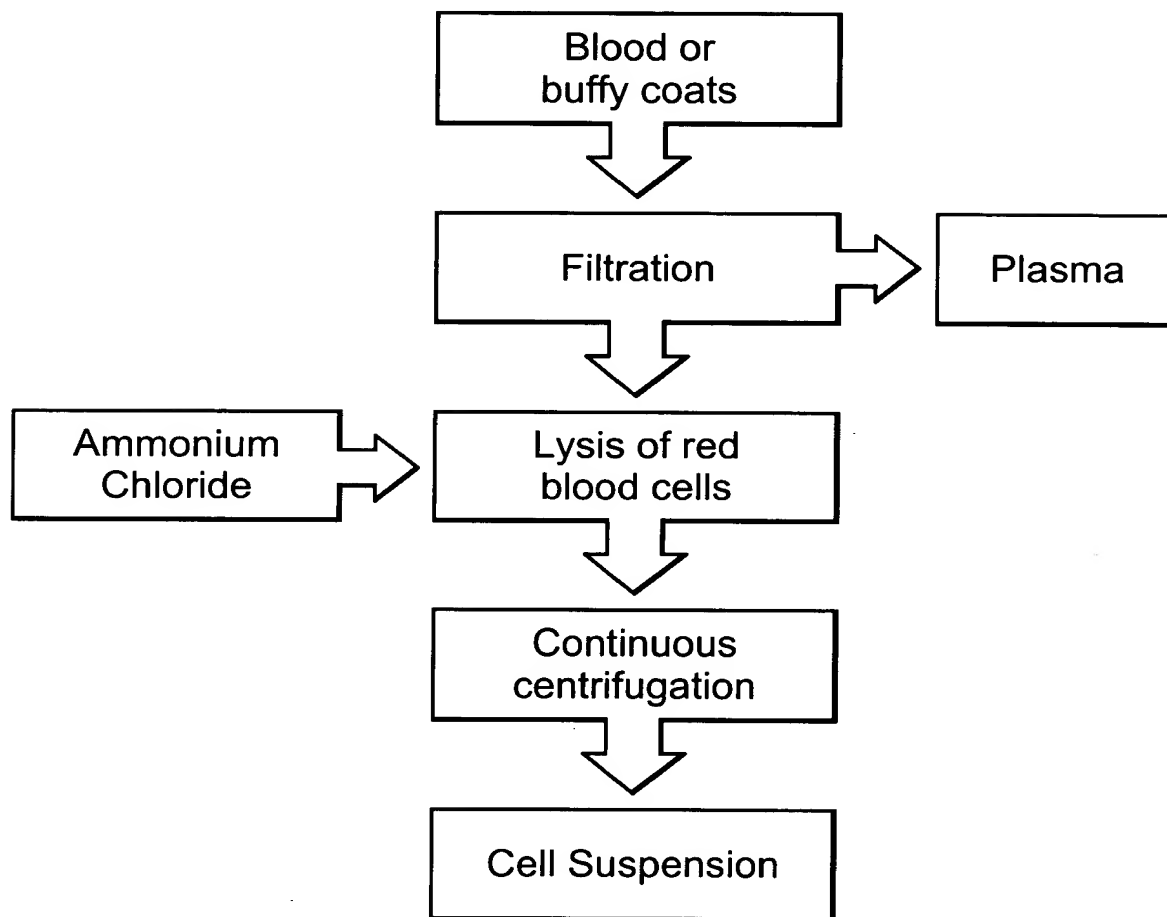 Blood or
buffy coats
Filtration
Plasma
Ammonium
Chloride
Lysis of red
blood cells
Continuous
centrifugation
Cell Suspension